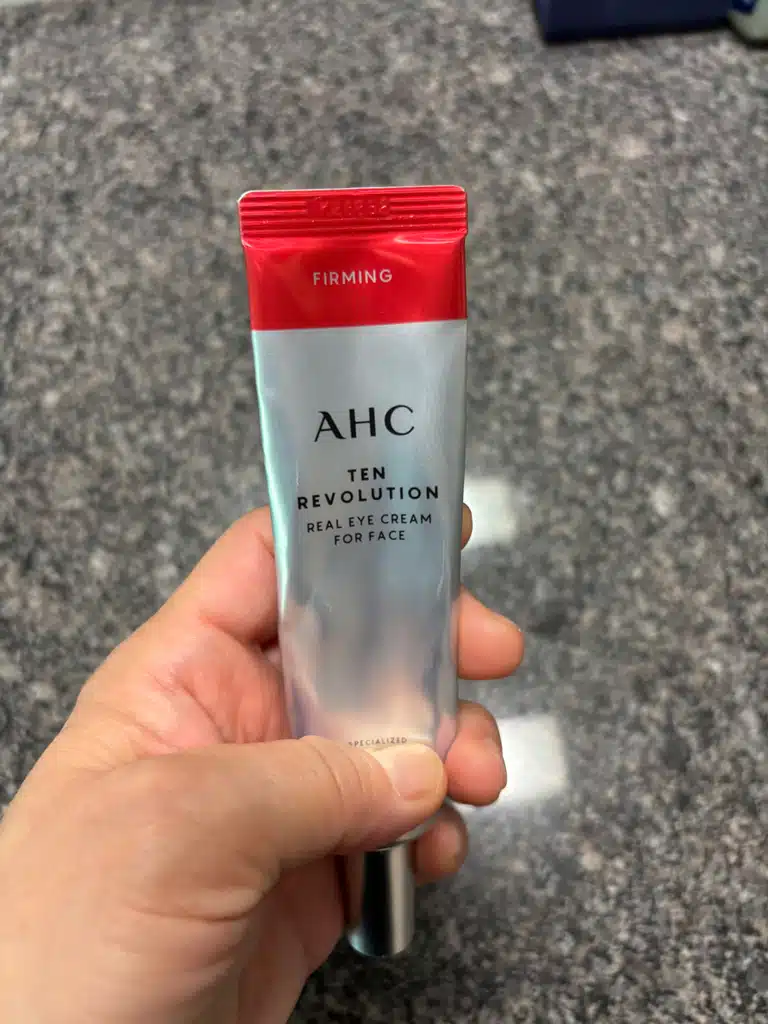 FIRMING
AHC
TEN
REVOLUTION
REAL EYE CREAM
FOR FACE
SPECIALIZED